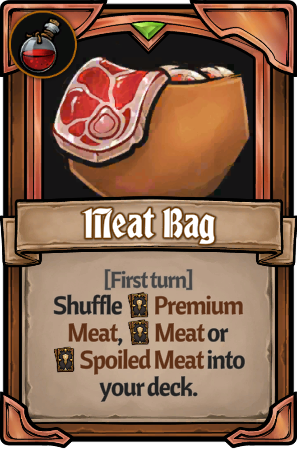 Meat Bag
[First turn]
Shuffle Premium
Meat, Meat or
Spoiled Meat into
your deck.